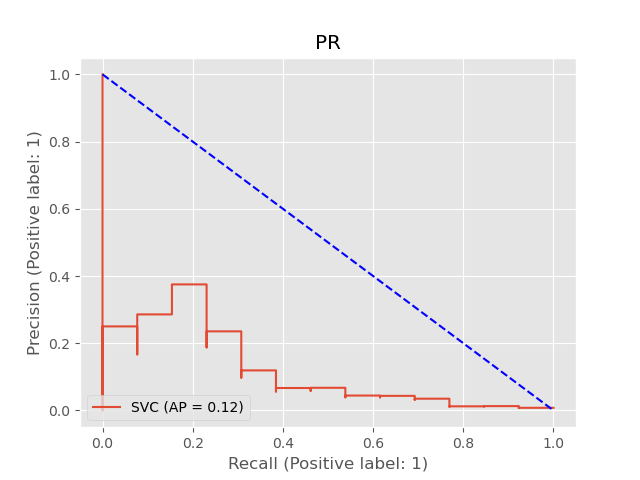 PR
Precision (Positive label: 1)
1.0
0.8
0.6
0.4
0.2
0.0
SVC (AP = 0.12)
0.0 0.2 0.4 0.6 0.8 1.0
Recall (Positive label: 1)